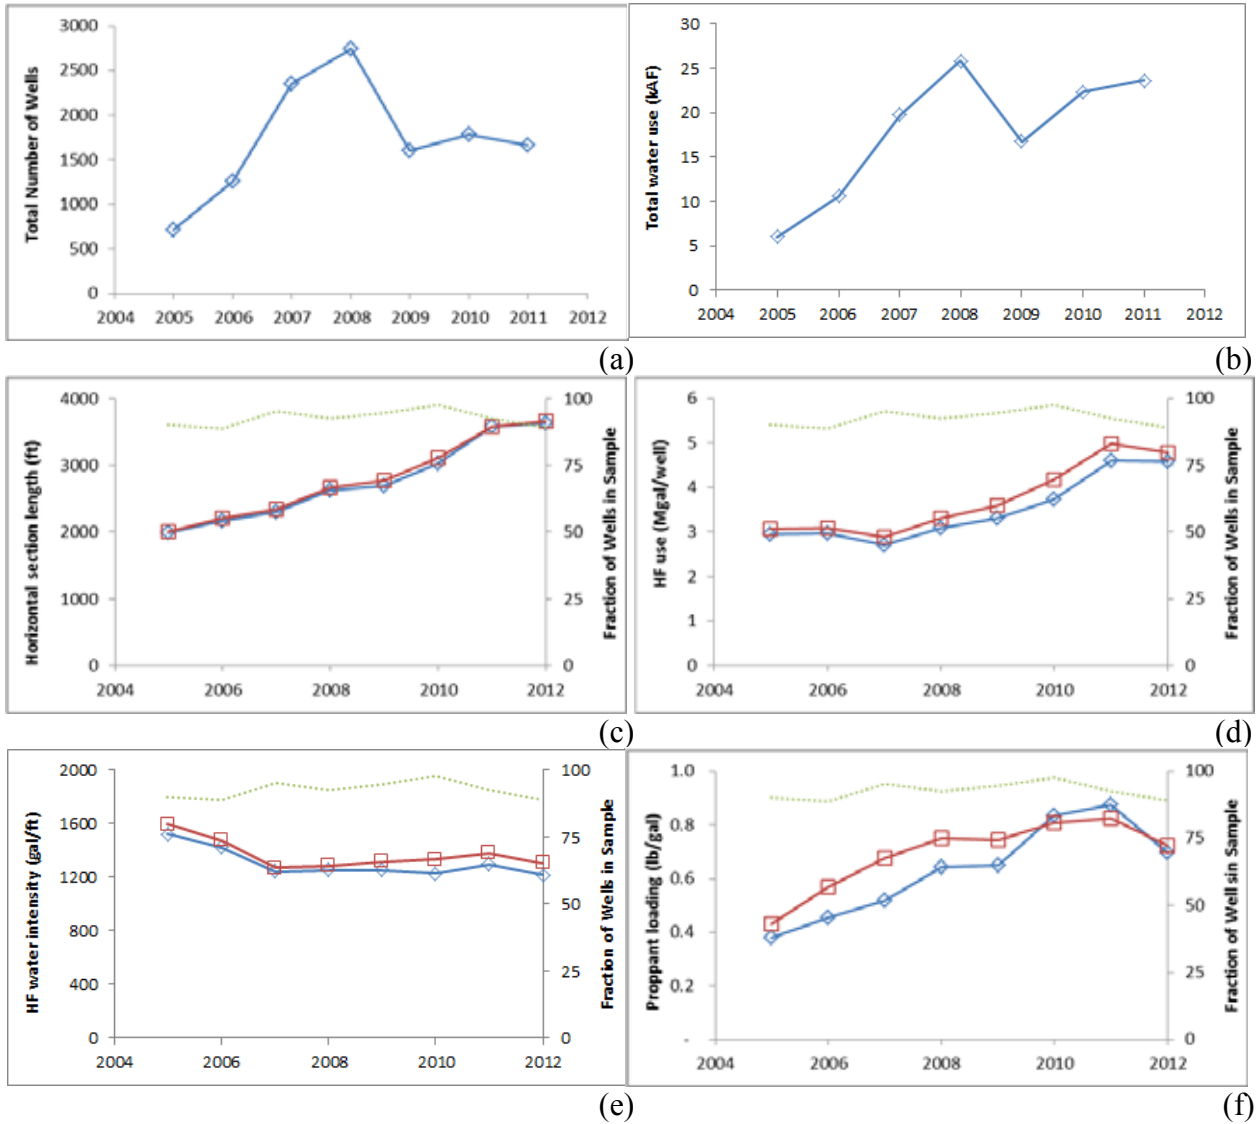 3000
2500
2000
1500
1000
500
0
Total Number of Wells
2004 2005 2006 2007 2008 2009 2010 2011 2012
(a)
30
25
20
15
10
5
0
Total water use (kAF)
2004 2005 2006 2007 2008 2009 2010 2011 2012
(b)
4000
3000
2000
1000
0
Horizontal section length (ft)
100
75
50
25
0
Fraction of Wells in Sample
2004 2006 2008 2010 2012
(c)
6
5
4
3
2
1
0
HF use (Mgal/well)
100
75
50
25
0
Fraction of Wells in Sample
2004 2006 2008 2010 2012
(d)
2000
1600
1200
800
400
0
HF water intensity (gal/ft)
100
75
50
25
0
Fraction of Wells in Sample
2004 2006 2008 2010 2012
(e)
1.0
0.8
0.6
0.4
0.2
-
Proppant loading (lb/gal)
100
75
50
25
0
Fraction of Well sin Sample
2004 2006 2008 2010 2012
(f)